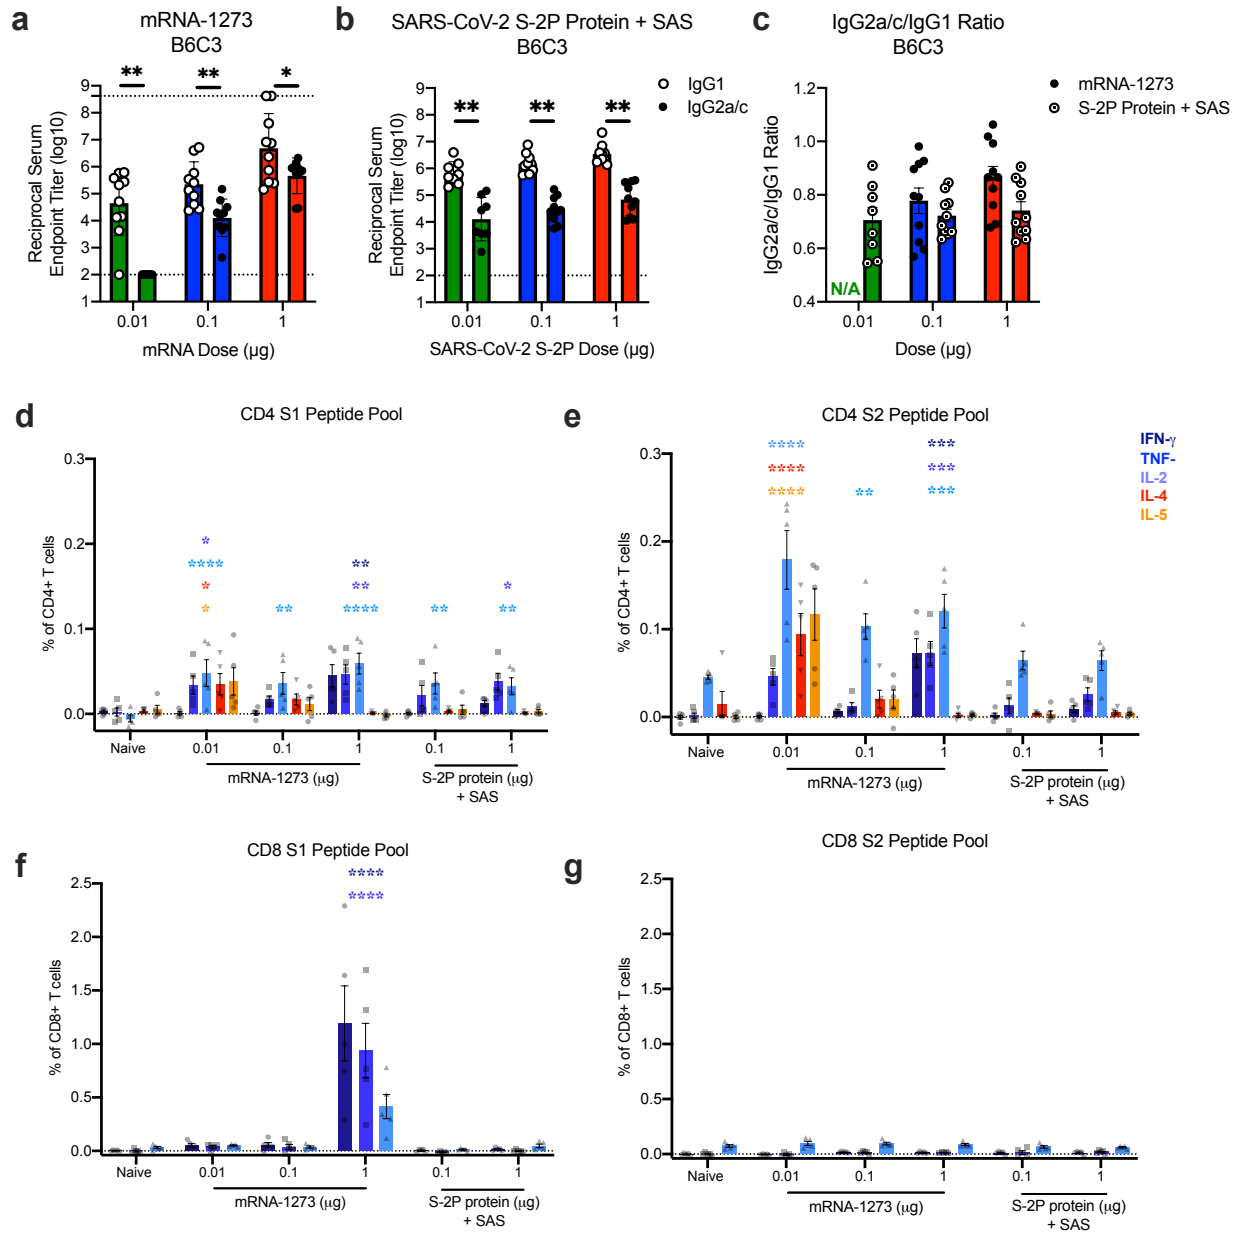 a
mRNA-1273
B6C3
** ** *
Reciprocal Serum
Endpoint Titer (log10)
9
8
7
6
5
4
3
2
1
0.01 0.1 1
mRNA Dose (µg)
b
SARS-CoV-2 S-2P Protein + SAS
B6C3
IgG1
IgG2a/c
** ** **
Reciprocal Serum
Endpoint Titer (log10)
9
8
7
6
5
4
3
2
1
0.01 0.1 1
SARS-CoV-2 S-2P Dose (µg)
c
IgG2a/c/IgG1 Ratio
B6C3
mRNA-1273
S-2P Protein + SAS
IgG2a/c/IgG1 Ratio
1.2
1.0
0.8
0.6
0.4
N/A
0.01 0.1 1
Dose (µg)
d
CD4 S1 Peptide Pool
% of CD4+ T cells
0.3
0.2
0.1
0.0
*
****
*
*
**
**
**
****
**
*
**
Naive 0.01 0.1 1 0.1 1
mRNA-1273 (µg)
S-2P protein (µg)
+ SAS
e
CD4 S2 Peptide Pool
% of CD4+ T cells
0.3
0.2
0.1
0.0
****
****
****
**
***
***
***
IFN-γ
TNF-
IL-2
IL-4
IL-5
Naive 0.01 0.1 1 0.1 1
mRNA-1273 (µg)
S-2P protein (µg)
+ SAS
f
CD8 S1 Peptide Pool
% of CD8+ T cells
2.5
2.0
1.5
1.0
0.5
0.0
****
****
Naive 0.01 0.1 1 0.1 1
mRNA-1273 (µg)
S-2P protein (µg)
+ SAS
g
CD8 S2 Peptide Pool
% of CD8+ T cells
2.5
2.0
1.5
1.0
0.5
0.0
Naive 0.01 0.1 1 0.1 1
mRNA-1273 (µg)
S-2P protein (µg)
+ SAS